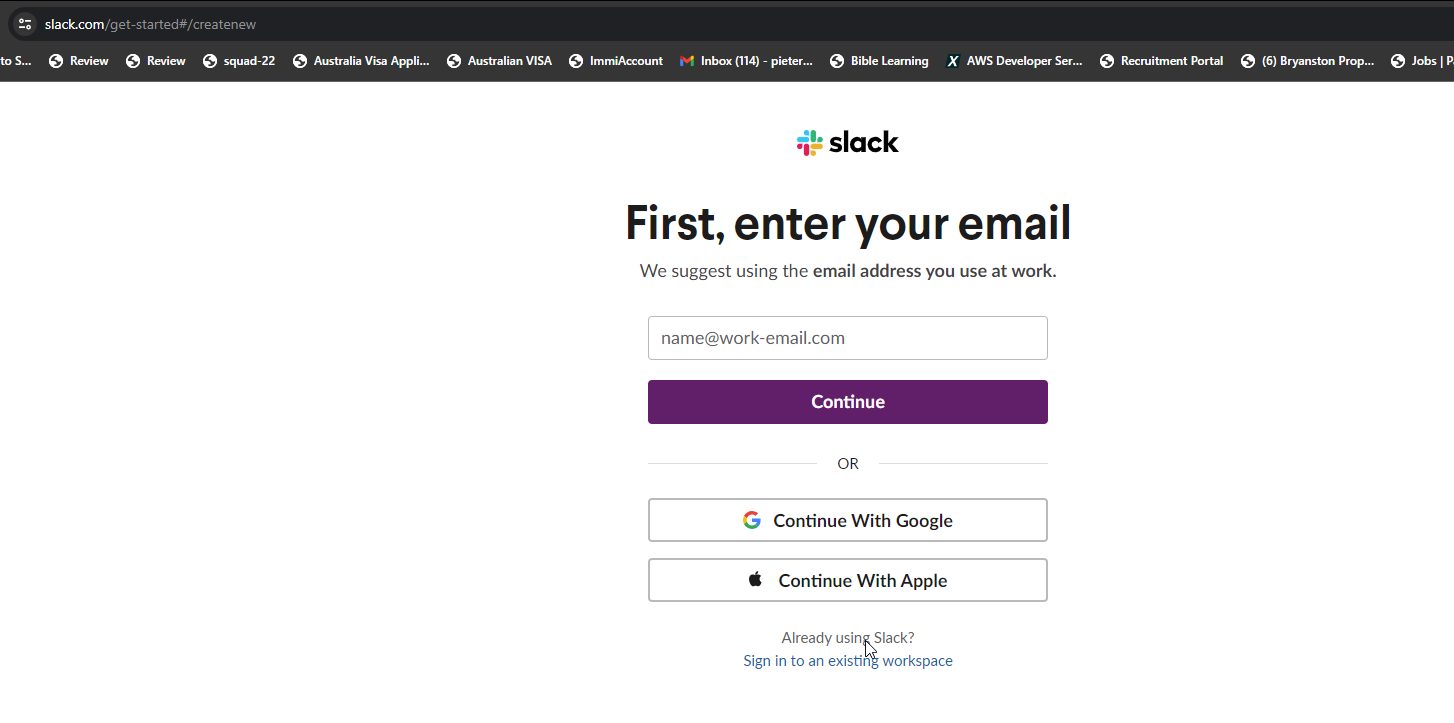 slack.com/get-started#/createnew
to S... Review Review squad-22 Australia Visa Appli... Australian VISA ImmiAccount Inbox (114) - pieter... Bible Learning X AWS Developer Ser... Recruitment Portal (6) Bryanston Prop... Jobs | P
slack
First, enter your email
We suggest using the email address you use at work.
name@work-email.com
Continue
OR
Continue With Google
Continue With Apple
Already using Slack?
Sign in to an existing workspace